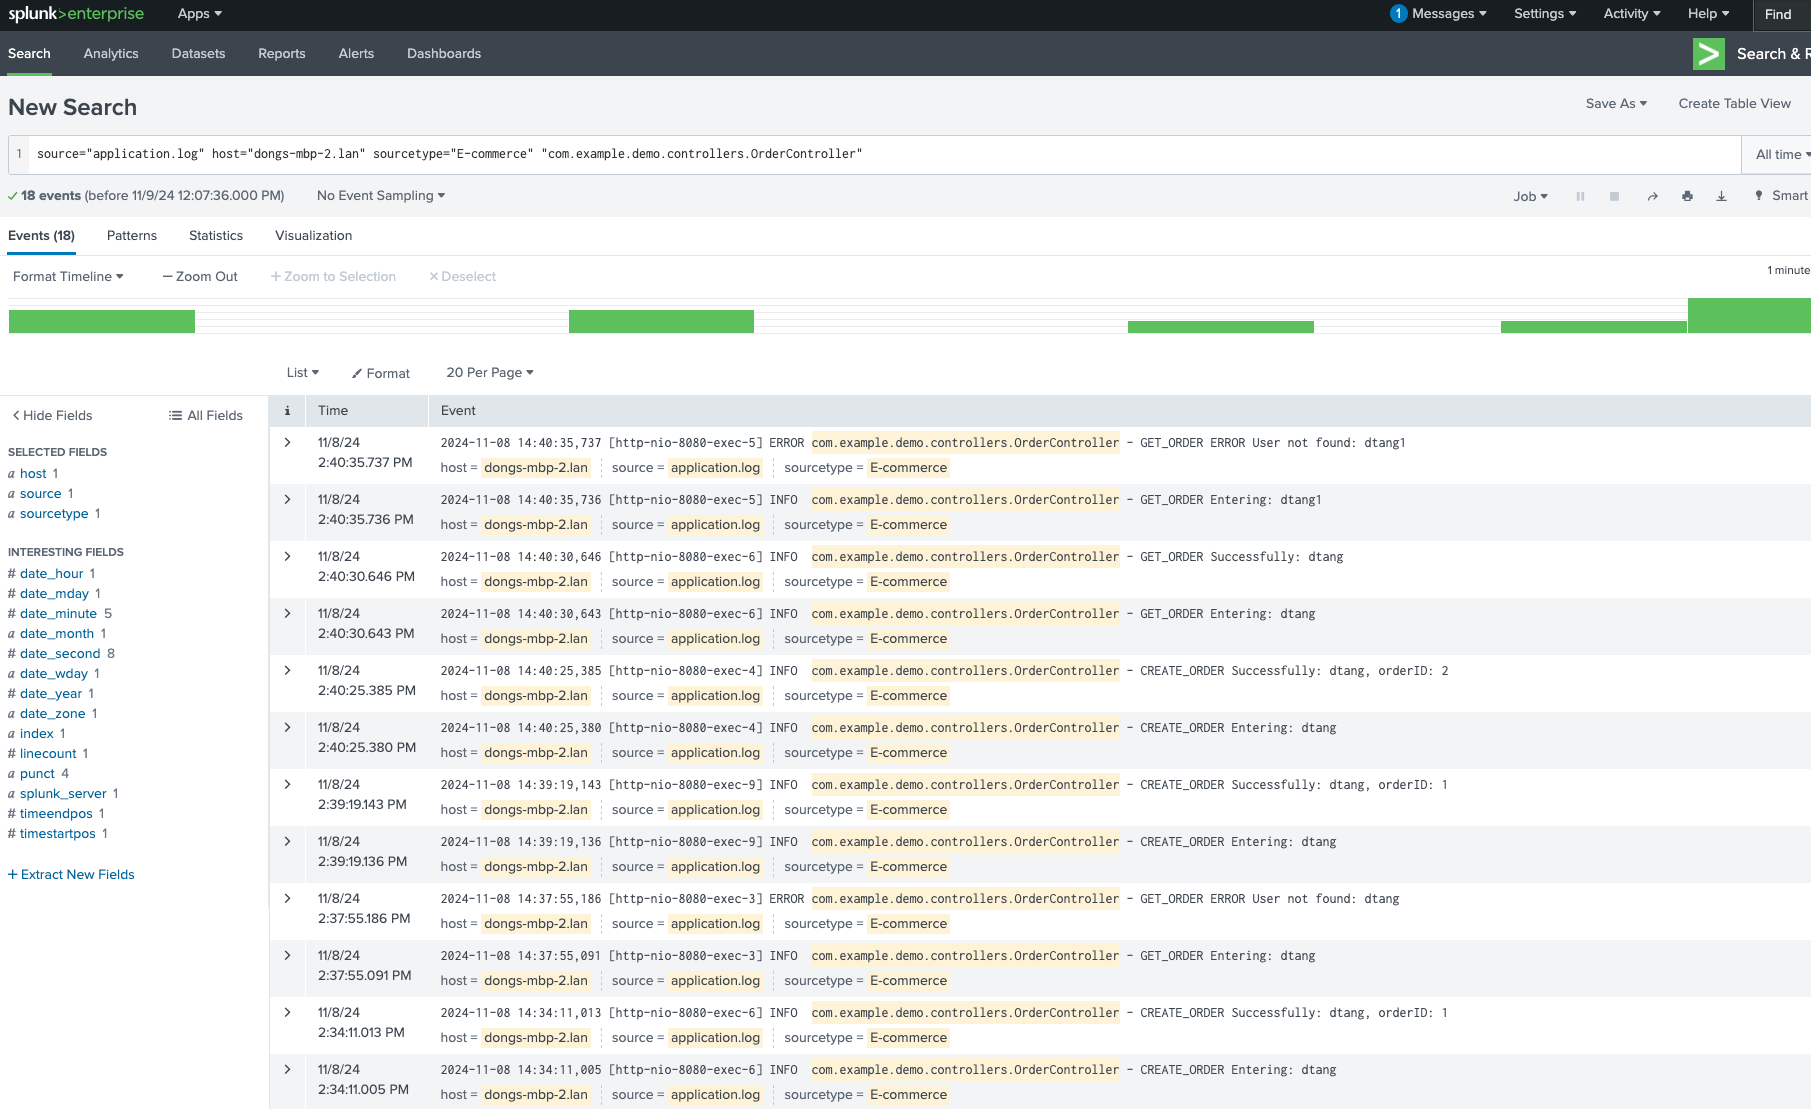 splunk>enterprise Apps 1 Messages Settings Activity Help Find
Search Analytics Datasets Reports Alerts Dashboards > Search & R
New Search Save As Create Table View
1 source="application.log" host="dongs-mbp-2.lan" sourcetype="E-commerce" "com.example.demo.controllers.OrderController" All time
18 events (before 11/9/24 12:07:36.000 PM) No Event Sampling Job Smart
Events (18) Patterns Statistics Visualization
Format Timeline — Zoom Out + Zoom to Selection × Deselect 1 minute
List Format 20 Per Page
< Hide Fields All Fields
SELECTED FIELDS
a host 1
a source 1
a sourcetype 1
INTERESTING FIELDS
# date_hour 1
# date_mday 1
# date_minute 5
a date_month 1
# date_second 8
a date_wday 1
# date_year 1
a date_zone 1
a index 1
# linecount 1
a punct 4
a splunk_server 1
# timeendpos 1
# timestartpos 1
+ Extract New Fields
i Time Event
11/8/24 2024-11-08 14:40:35,737 [http-nio-8080-exec-5] ERROR com.example.demo.controllers.OrderController - GET_ORDER ERROR User not found: dtang1
2:40:35.737 PM host = dongs-mbp-2.lan source = application.log sourcetype = E-commerce
11/8/24 2024-11-08 14:40:35,736 [http-nio-8080-exec-5] INFO com.example.demo.controllers.OrderController - GET_ORDER Entering: dtang1
2:40:35.736 PM host = dongs-mbp-2.lan source = application.log sourcetype = E-commerce
11/8/24 2024-11-08 14:40:30,646 [http-nio-8080-exec-6] INFO com.example.demo.controllers.OrderController - GET_ORDER Successfully: dtang
2:40:30.646 PM host = dongs-mbp-2.lan source = application.log sourcetype = E-commerce
11/8/24 2024-11-08 14:40:30,643 [http-nio-8080-exec-6] INFO com.example.demo.controllers.OrderController - GET_ORDER Entering: dtang
2:40:30.643 PM host = dongs-mbp-2.lan source = application.log sourcetype = E-commerce
11/8/24 2024-11-08 14:40:25,385 [http-nio-8080-exec-4] INFO com.example.demo.controllers.OrderController - CREATE_ORDER Successfully: dtang, orderID: 2
2:40:25.385 PM host = dongs-mbp-2.lan source = application.log sourcetype = E-commerce
11/8/24 2024-11-08 14:40:25,380 [http-nio-8080-exec-4] INFO com.example.demo.controllers.OrderController - CREATE_ORDER Entering: dtang
2:40:25.380 PM host = dongs-mbp-2.lan source = application.log sourcetype = E-commerce
11/8/24 2024-11-08 14:39:19,143 [http-nio-8080-exec-9] INFO com.example.demo.controllers.OrderController - CREATE_ORDER Successfully: dtang, orderID: 1
2:39:19.143 PM host = dongs-mbp-2.lan source = application.log sourcetype = E-commerce
11/8/24 2024-11-08 14:39:19,136 [http-nio-8080-exec-9] INFO com.example.demo.controllers.OrderController - CREATE_ORDER Entering: dtang
2:39:19.136 PM host = dongs-mbp-2.lan source = application.log sourcetype = E-commerce
11/8/24 2024-11-08 14:37:55,186 [http-nio-8080-exec-3] ERROR com.example.demo.controllers.OrderController - GET_ORDER ERROR User not found: dtang
2:37:55.186 PM host = dongs-mbp-2.lan source = application.log sourcetype = E-commerce
11/8/24 2024-11-08 14:37:55,091 [http-nio-8080-exec-3] INFO com.example.demo.controllers.OrderController - GET_ORDER Entering: dtang
2:37:55.091 PM host = dongs-mbp-2.lan source = application.log sourcetype = E-commerce
11/8/24 2024-11-08 14:34:11,013 [http-nio-8080-exec-6] INFO com.example.demo.controllers.OrderController - CREATE_ORDER Successfully: dtang, orderID: 1
2:34:11.013 PM host = dongs-mbp-2.lan source = application.log sourcetype = E-commerce
11/8/24 2024-11-08 14:34:11,005 [http-nio-8080-exec-6] INFO com.example.demo.controllers.OrderController - CREATE_ORDER Entering: dtang
2:34:11.005 PM host = dongs-mbp-2.lan source = application.log sourcetype = E-commerce